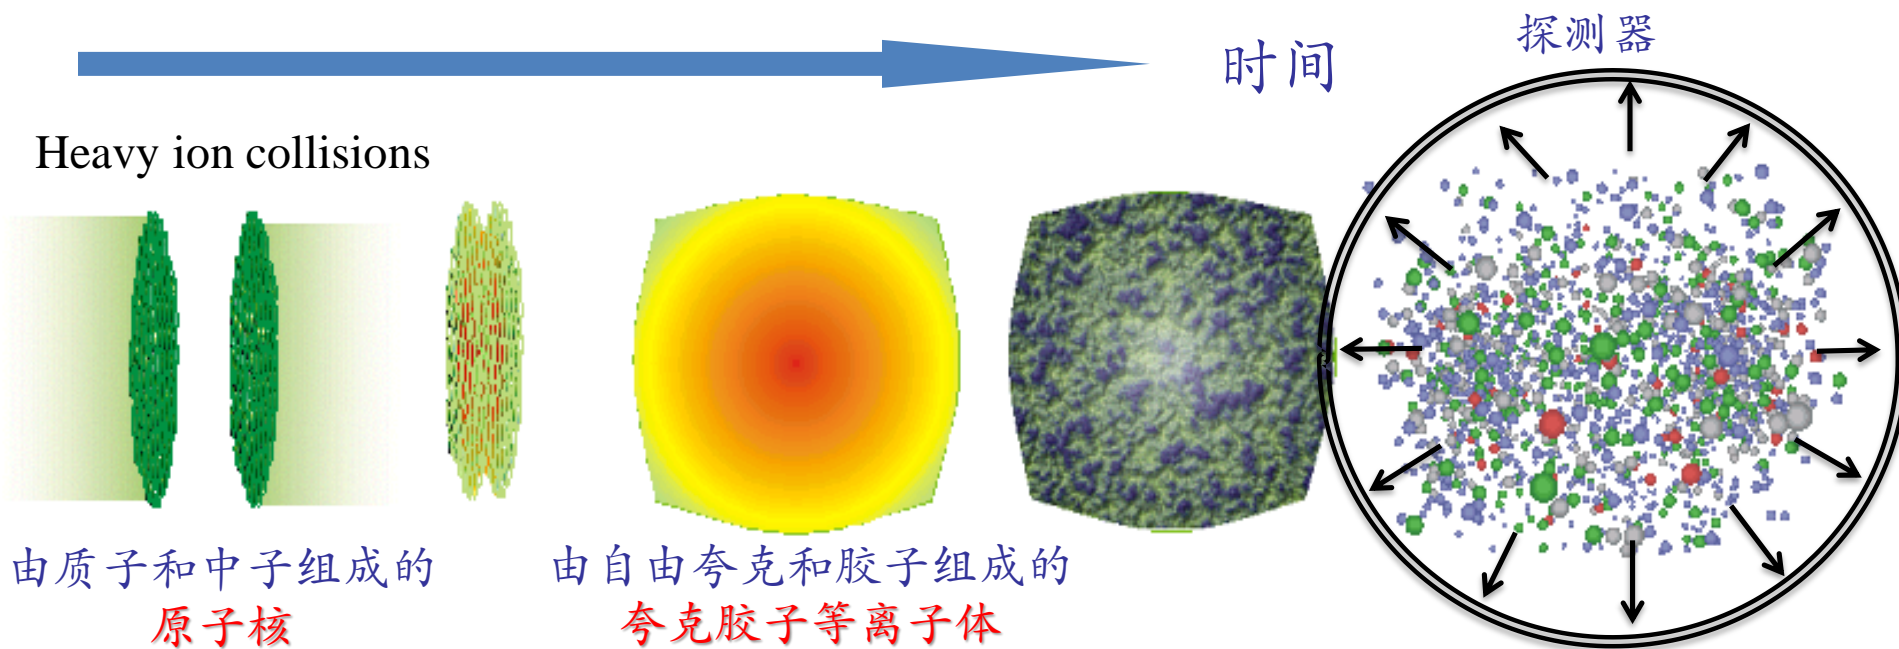 探测器
时间
Heavy ion collisions
由质子和中子组成的
原子核
由自由夸克和胶子组成的
夸克胶子等离子体